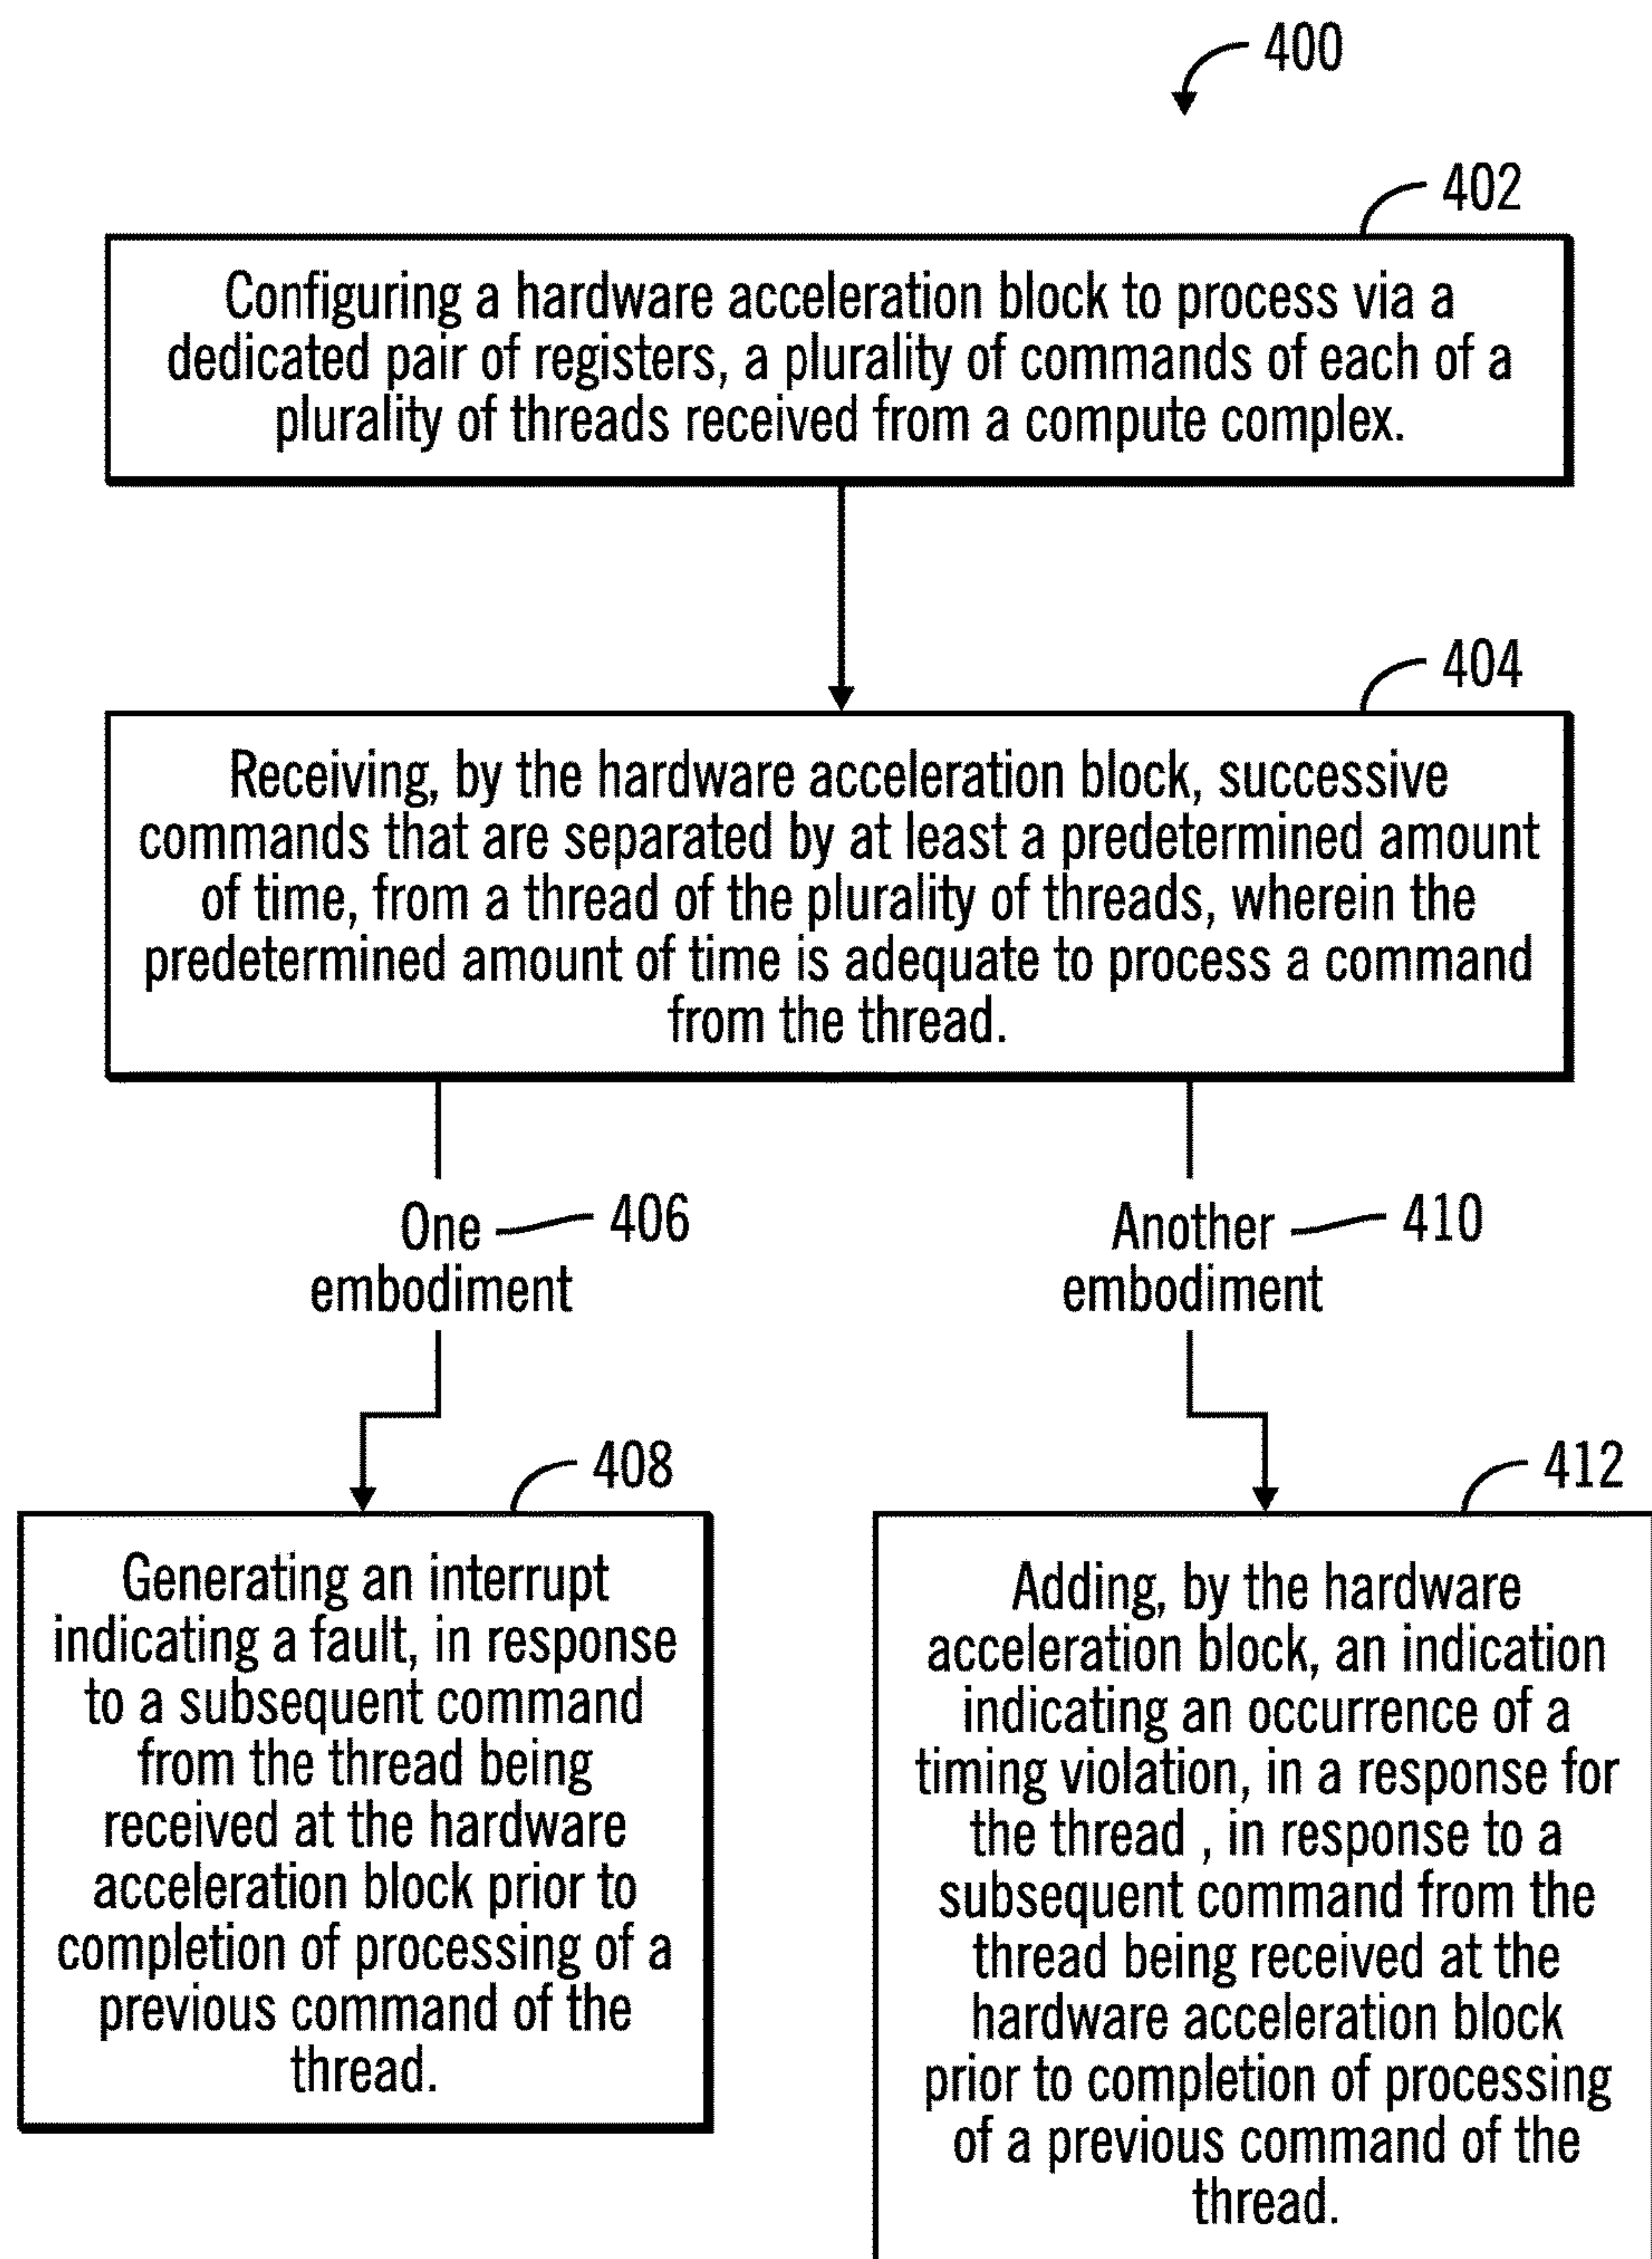 400
402
Configuring a hardware acceleration block to process via a
dedicated pair of registers, a plurality of commands of each of a
plurality of threads received from a compute complex.
404
Receiving, by the hardware acceleration block, successive
commands that are separated by at least a predetermined amount
of time, from a thread of the plurality of threads, wherein the
predetermined amount of time is adequate to process a command
from the thread.
One
embodiment
406
Another
embodiment
410
408
Generating an interrupt
indicating a fault, in response
to a subsequent command
from the thread being
received at the hardware
acceleration block prior to
completion of processing of a
previous command of the
thread.
412
Adding, by the hardware
acceleration block, an indication
indicating an occurrence of a
timing violation, in a response for
the thread , in response to a
subsequent command from the
thread being received at the
hardware acceleration block
prior to completion of processing
of a previous command of the
thread.